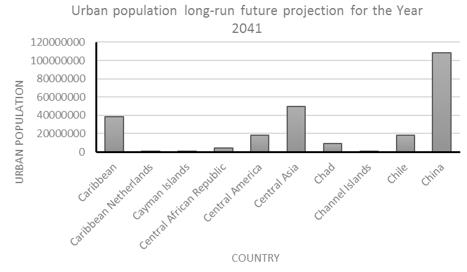 Urban population long-run future projection for the Year
2041
URBAN POPULATION
120000000
100000000
80000000
60000000
40000000
20000000
0
Caribbean
Caribbean Netherlands
Cayman Islands
Central African Republic
Central America
Central Asia
Chad
Channel Islands
Chile
China
COUNTRY